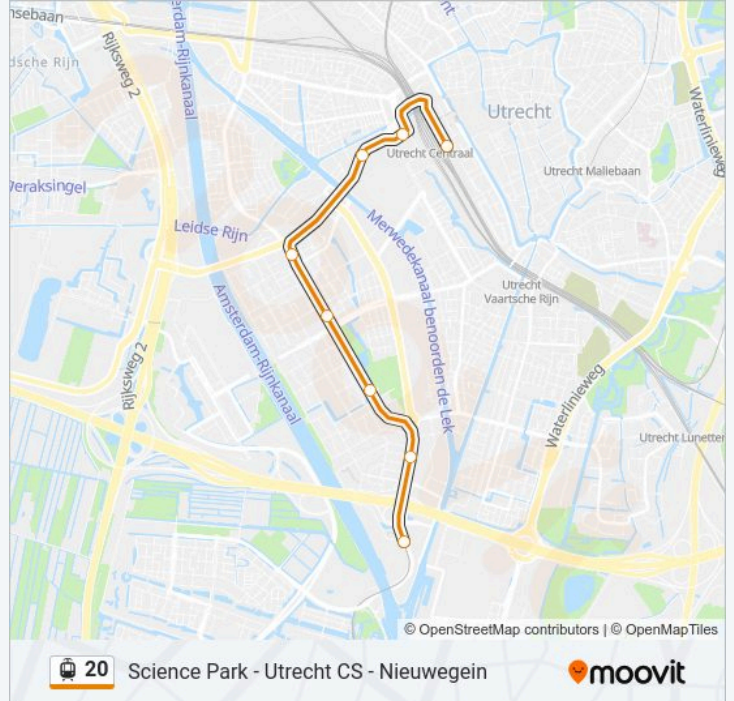 nsebaan
Rijksweg 2
dsche Rijn
erdam-Rijnkanaal
nt
Utrecht
Waterlinieweg
Utrecht Centraal
Utrecht Maliebaan
Veraksingel
Leidse Rijn
Merwedekanaal benoorden de Lek
Utrecht
Vaartsche Rijn
Amsterdam-Rijnkanaal
Rijksweg 2
Waterlinieweg
Utrecht Lunetten
© OpenStreetMap contributors | © OpenMapTiles
20 Science Park - Utrecht CS - Nieuwegein
moovit